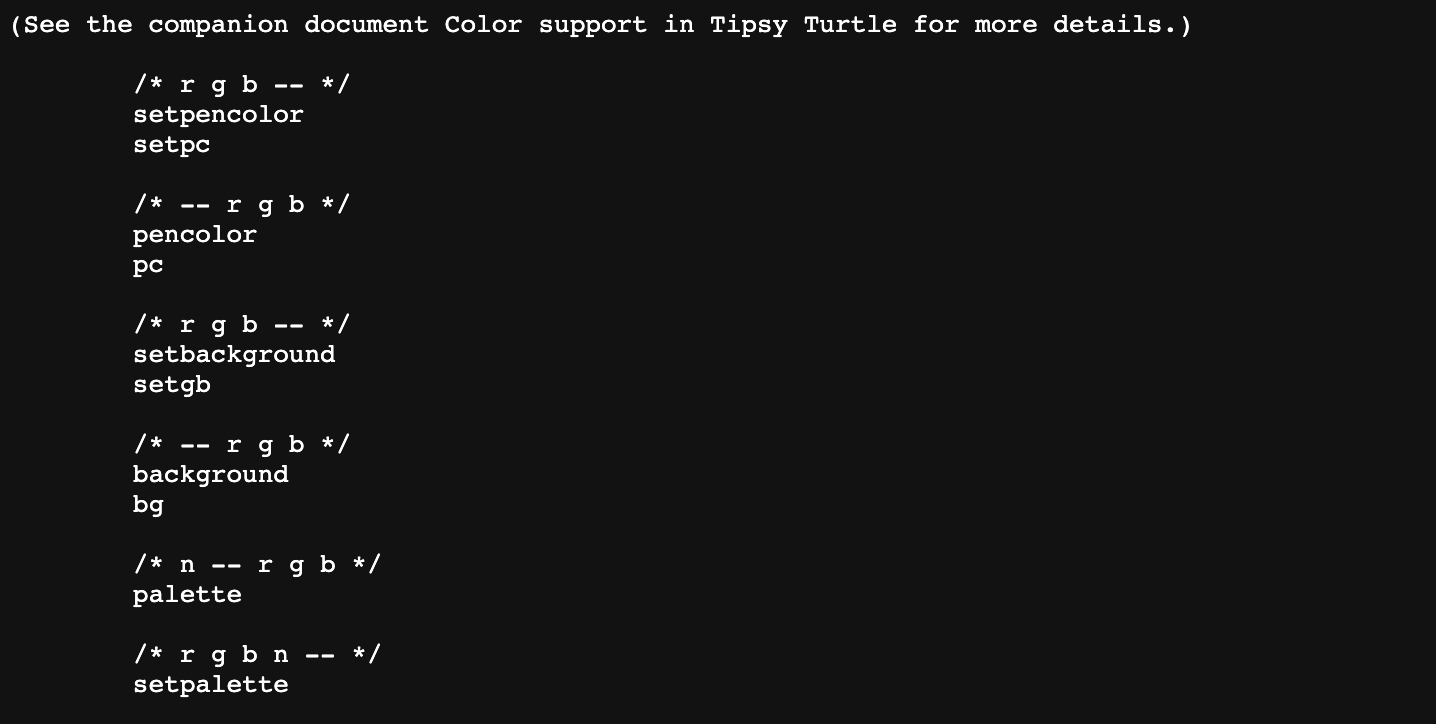 (See the companion document Color support in Tipsy Turtle for more details.)
/* r g b -- */
setpencolor
setpc
/* -- r g b */
pencolor
pc
/* r g b -- */
setbackground
setgb
/* -- r g b */
background
bg
/* n -- r g b */
palette
/* r g b n -- */
setpalette